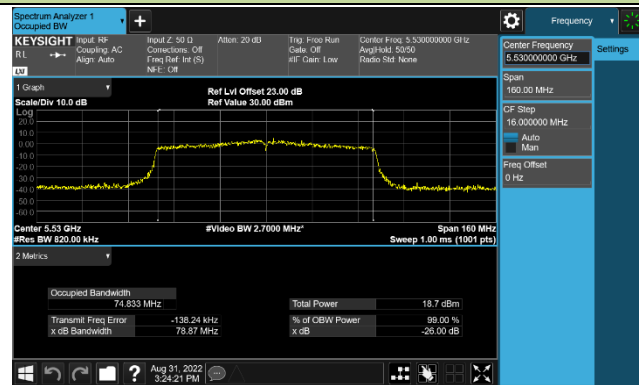 Spectrum Analyzer 1
Occupied BW
Frequency
KEYSIGHT
RL
LXI
Input: RF
Coupling: AC
Align: Auto
Input Z: 50 Ω
Corrections: Off
Freq Ref: Int (S)
NFE: Off
Atten: 20 dB
Trig: Free Run
Gate: Off
#IF Gain: Low
Center Freq: 5.530000000 GHz
Avg|Hold: 50/50
Radio Std: None
Center Frequency
5.530000000 GHz
Settings
Span
160.00 MHz
CF Step
16.000000 MHz
Auto
Man
Freq Offset
0 Hz
1 Graph
Scale/Div 10.0 dB
Ref Lvl Offset 23.00 dB
Ref Value 30.00 dBm
Log
20.0
10.0
0.00
-10.0
-20.0
-30.0
-40.0
-50.0
-60.0
Center 5.53 GHz
#Video BW 2.7000 MHz*
Span 160 MHz
#Res BW 820.00 kHz
Sweep 1.00 ms (1001 pts)
2 Metrics
Occupied Bandwidth
74.833 MHz
Total Power
18.7 dBm
Transmit Freq Error
-138.24 kHz
% of OBW Power
99.00 %
x dB Bandwidth
78.87 MHz
x dB
-26.00 dB
?
Aug 31, 2022
3:24:21 PM